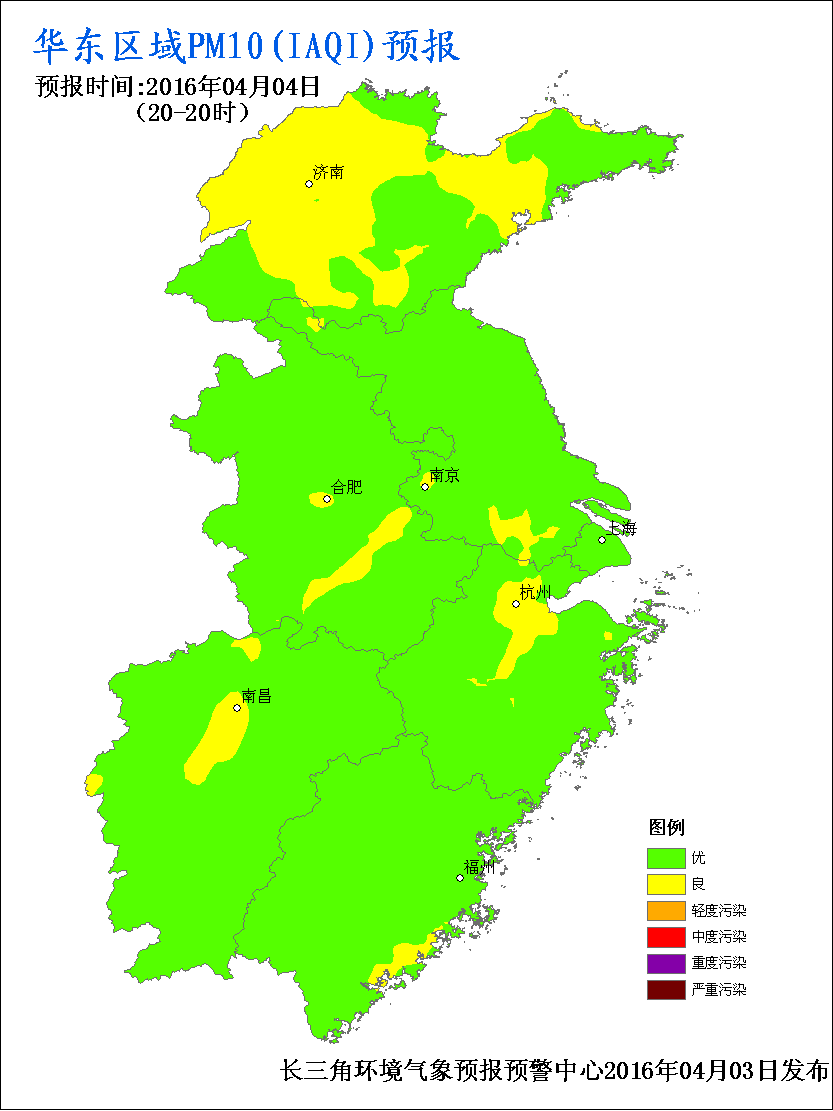 华东区域PM10(IAQI)预报
预报时间:2016年04月04日
(20-20时)
济南
南京
合肥
上海
杭州
南昌
福州
图例
优
良
轻度污染
中度污染
重度污染
严重污染
长三角环境气象预报预警中心2016年04月03日发布